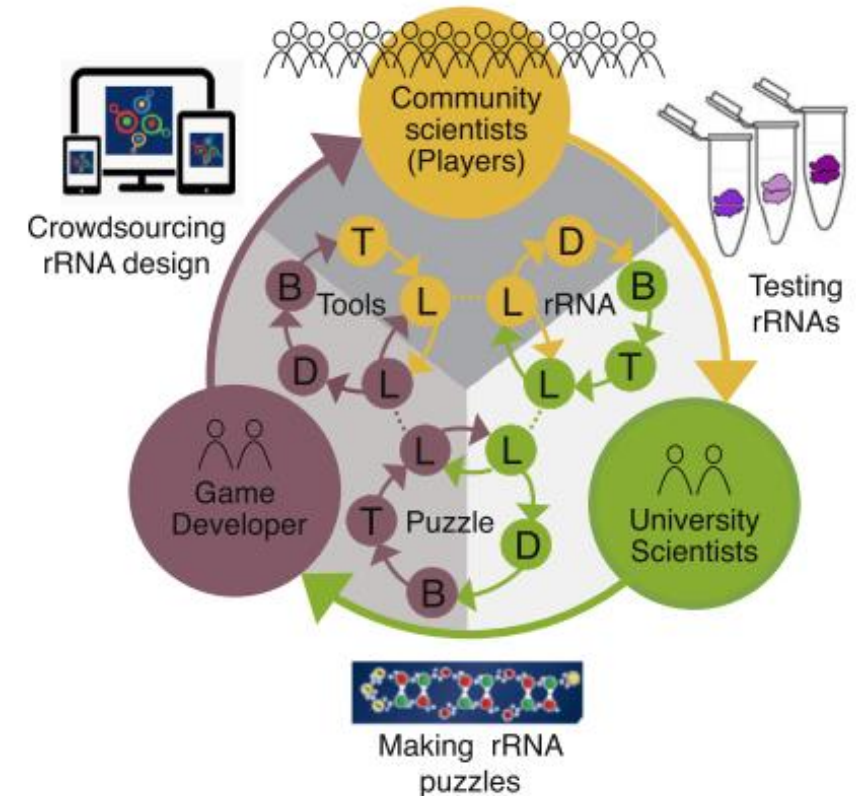 Community
scientists
(Players)
Crowdsourcing
rRNA design
Testing
rRNAs
T
D
B
Tools
L
L
rRNA
B
D
L
L
T
L
L
Game
Developer
T
Puzzle
D
B
University
Scientists
Making rRNA
puzzles